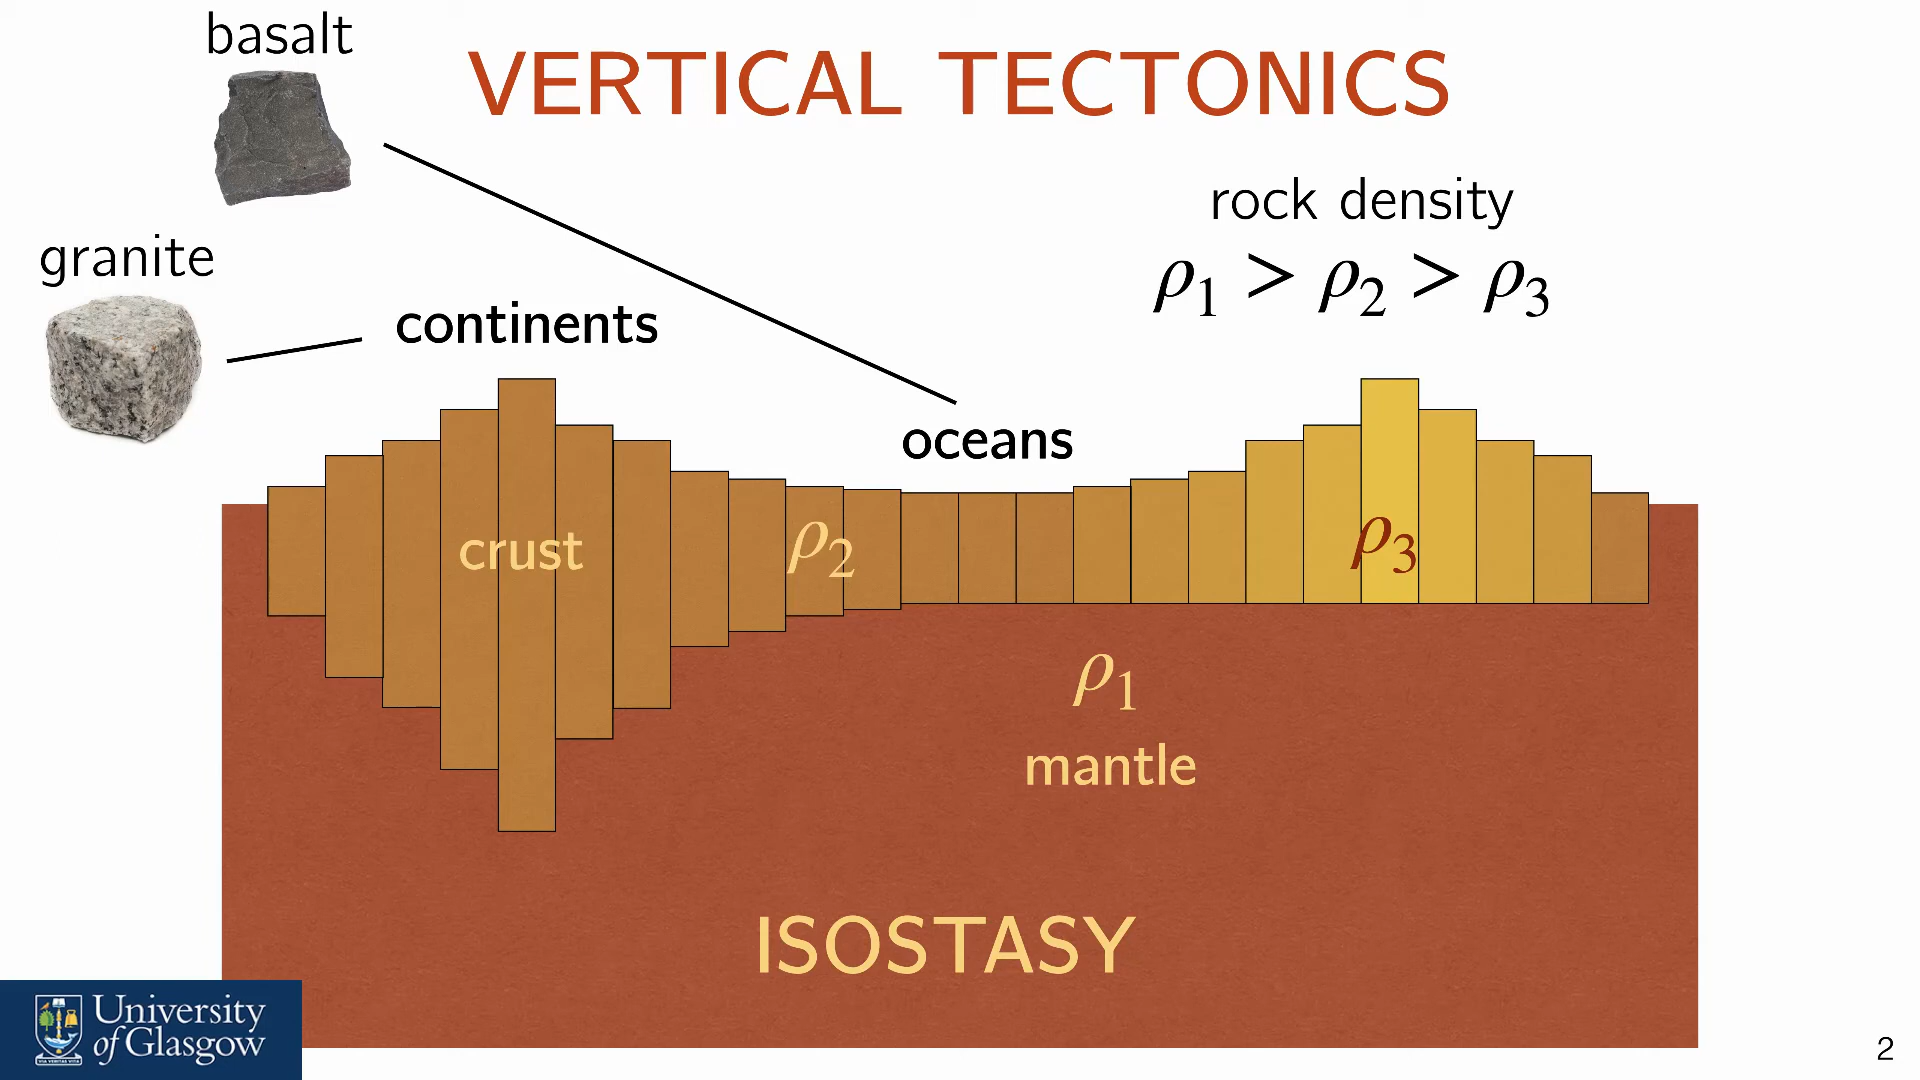 basalt
VERTICAL TECTONICS
rock density
ρ₁ > ρ₂ > ρ₃
granite
continents
oceans
crust
ρ₂
ρ₃
ρ₁
mantle
ISOSTASY
University
of Glasgow
2